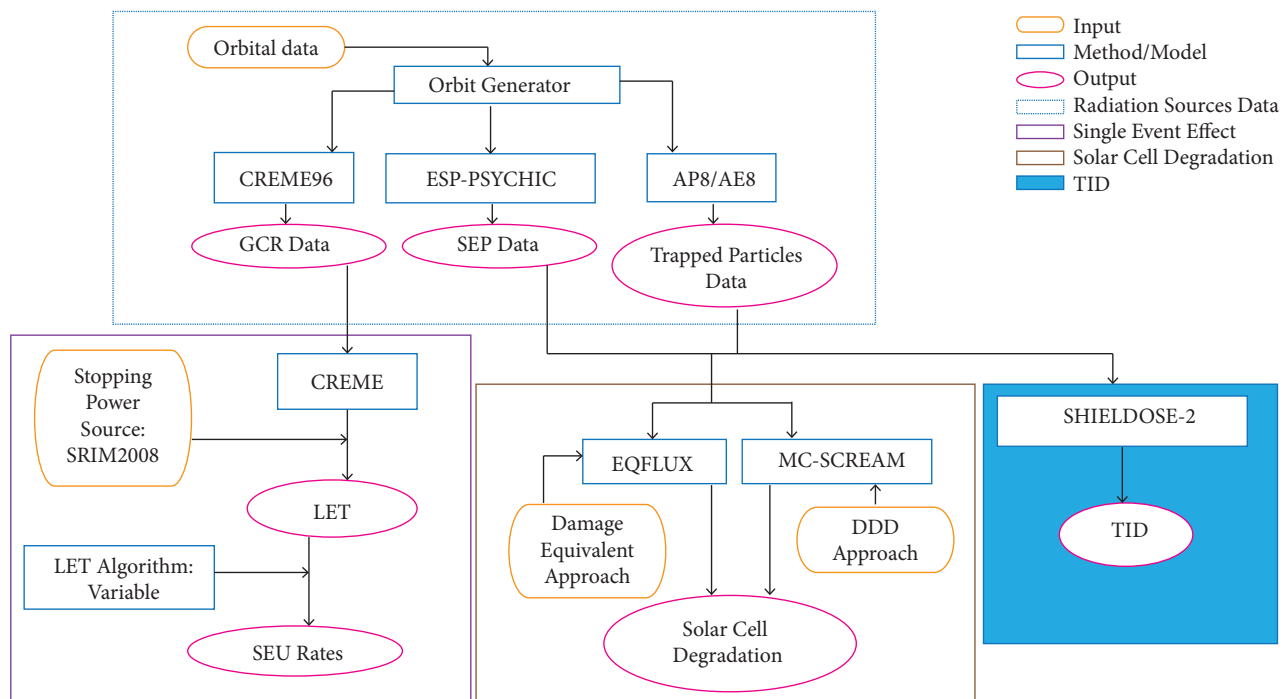 Orbital data
Orbit Generator
CREME96
ESP-PSYCHIC
AP8/AE8
GCR Data
SEP Data
Trapped Particles
Data
Input
Method/Model
Output
Radiation Sources Data
Single Event Effect
Solar Cell Degradation
TID
Stopping
Power
Source:
SRIM2008
CREME
LET
LET Algorithm:
Variable
SEU Rates
EQFLUX
MC-SCREAM
Damage
Equivalent
Approach
DDD
Approach
Solar Cell
Degradation
SHIELDOSE-2
TID